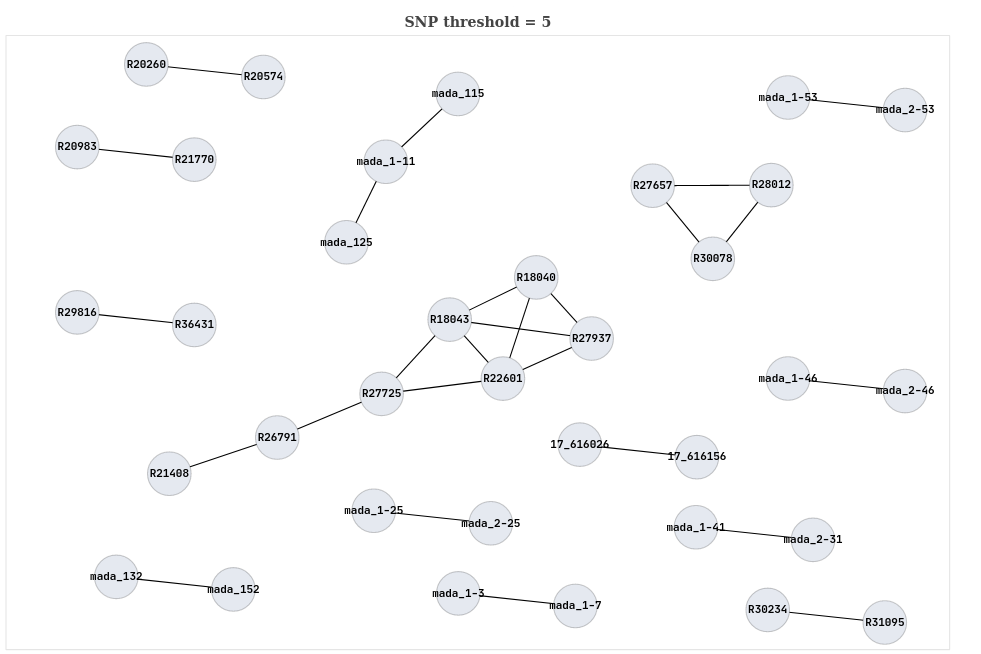 SNP threshold = 5
R20260
R20574
mada_115
mada_1-53
mada_2-53
R20983
R21770
mada_1-11
R27657
R28012
mada_125
R30078
R18040
R29816
R36431
R18043
R27937
R22601
mada_1-46
mada_2-46
R27725
R26791
17_616026
17_616156
R21408
mada_1-25
mada_2-25
mada_1-41
mada_2-31
mada_132
mada_152
mada_1-3
mada_1-7
R30234
R31095